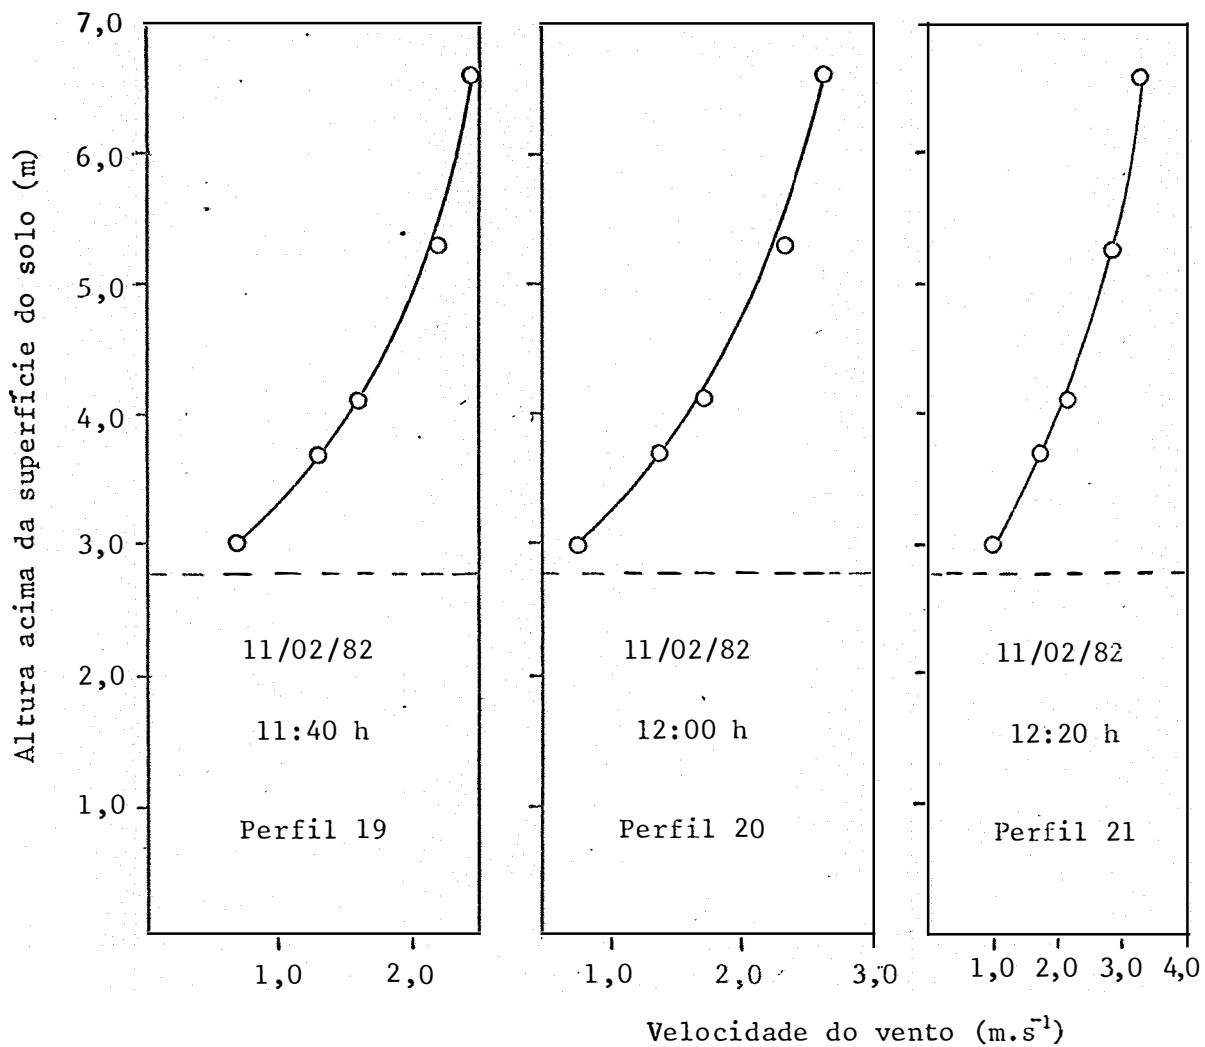 Altura acima da superfície do solo (m)
7,0
6,0
5,0
4,0
3,0
2,0
1,0
11/02/82
11:40 h
Perfil 19
1,0 2,0
11/02/82
12:00 h
Perfil 20
1,0 2,0 3,0
11/02/82
12:20 h
Perfil 21
1,0 2,0 3,0 4,0
Velocidade do vento (m.s⁻¹)